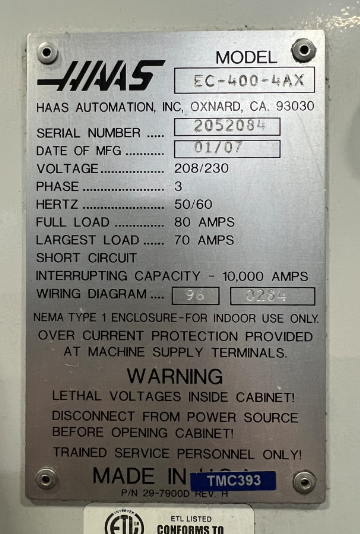 MODEL
HAAS EC-400-4AX
HAAS AUTOMATION, INC, OXNARD, CA. 93030
SERIAL NUMBER ..... 2052084
DATE OF MFG ........... 01/07
VOLTAGE.................. 208/230
PHASE....................... 3
HERTZ ...................... 50/60
FULL LOAD ............... 80 AMPS
LARGEST LOAD ...... 70 AMPS
SHORT CIRCUIT
INTERRUPTING CAPACITY - 10,000 AMPS
WIRING DIAGRAM .... 96 0284
NEMA TYPE 1 ENCLOSURE-FOR INDOOR USE ONLY.
OVER CURRENT PROTECTION PROVIDED
AT MACHINE SUPPLY TERMINALS.
WARNING
LETHAL VOLTAGES INSIDE CABINET!
DISCONNECT FROM POWER SOURCE
BEFORE OPENING CABINET!
TRAINED SERVICE PERSONNEL ONLY!
MADE IN
TMC393
P/N 29-7900D REV. H
ETL LISTED
CONFORMS TO
ETL